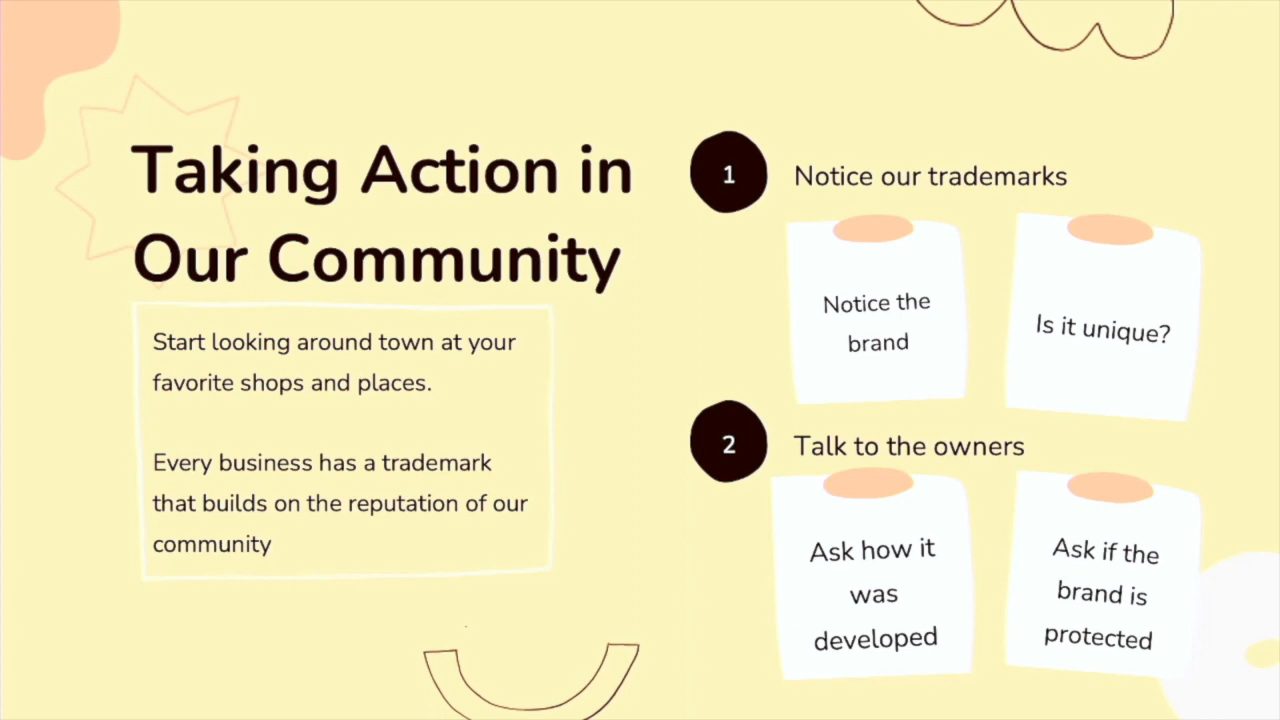 Taking Action in
Our Community
Start looking around town at your
favorite shops and places.
Every business has a trademark
that builds on the reputation of our
community
1
Notice our trademarks
Notice the
brand
Is it unique?
2
Talk to the owners
Ask how it
was
developed
Ask if the
brand is
protected